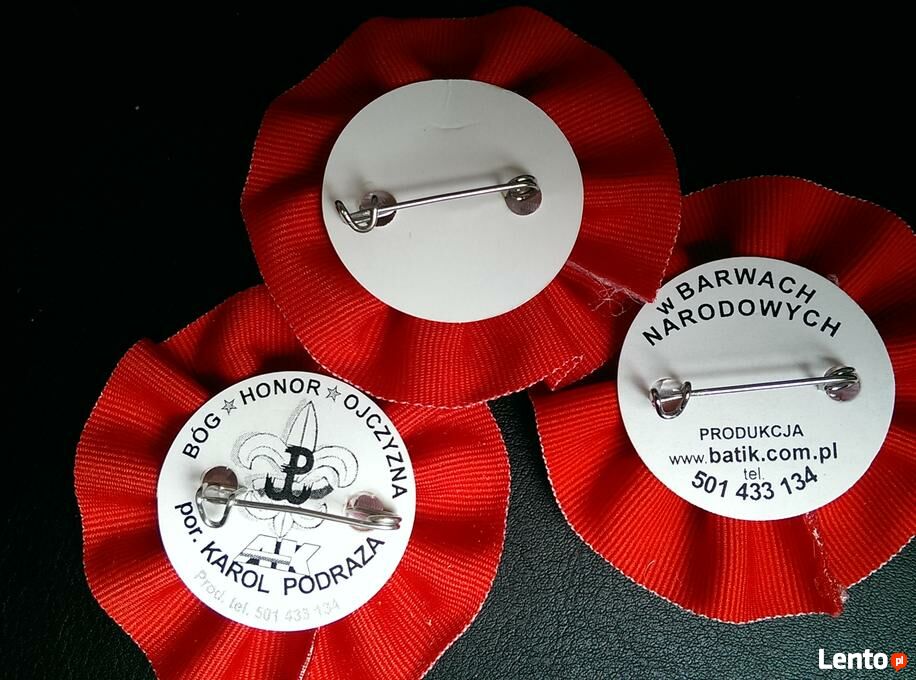 w BARWACH
NARODOWYCH
PRODUKCJA
www.batik.com.pl
tel.
501 433 134
BÓG ☆ HONOR ☆ OJCZYZNA
AK
por. KAROL PODRAZA
Prod. tel. 501 433 134
Lento.pl